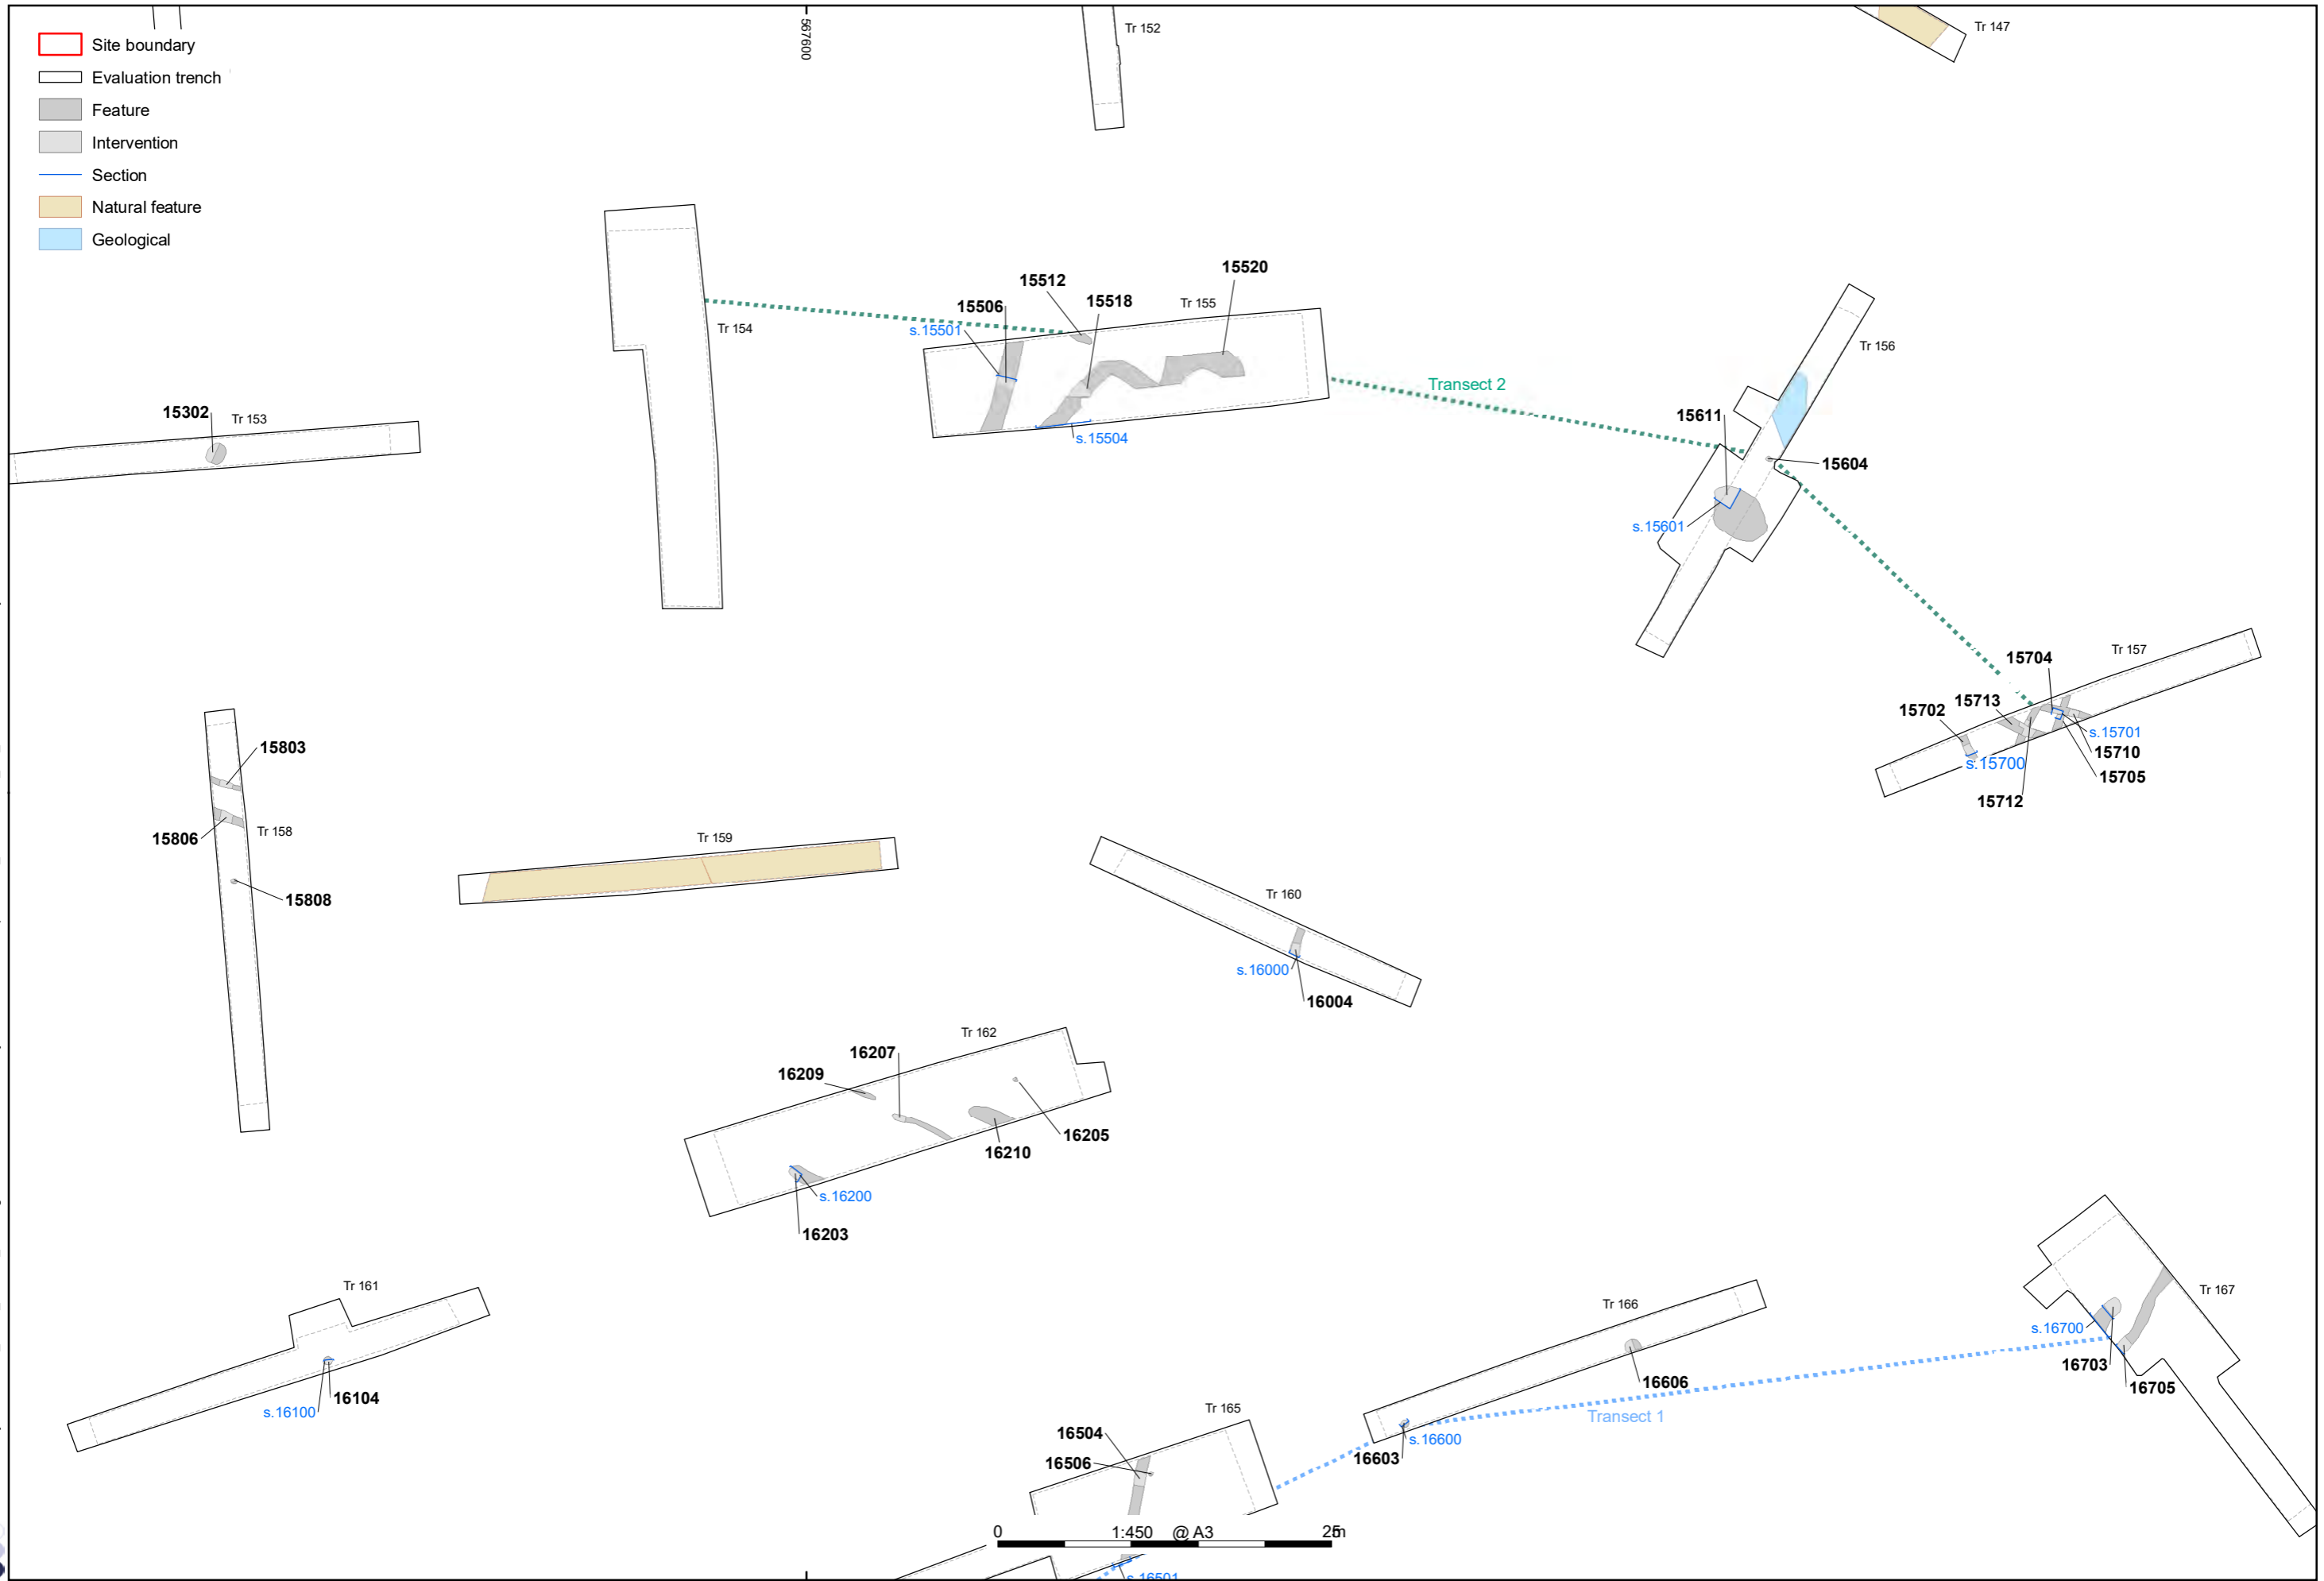 Site boundary
Evaluation trench
Feature
Intervention
Section
Natural feature
Geological
567600
Tr 152
Tr 147
15512
15520
15506
15518
Tr 155
s.15501
Tr 154
Transect 2
s.15504
Tr 156
15611
15604
s.15601
15302
Tr 153
15704
Tr 157
15713
15702
s.15701
15710
s.15700
15705
15712
15803
15806
Tr 158
15808
Tr 159
Tr 160
s.16000
16004
Tr 162
16207
16209
16205
16210
s.16200
16203
Tr 161
16104
s.16100
Tr 166
Tr 167
s.16700
16703
16705
16606
Transect 1
Tr 165
16504
16506
s.16600
16603
0
1:450 @ A3
25m
s.16501